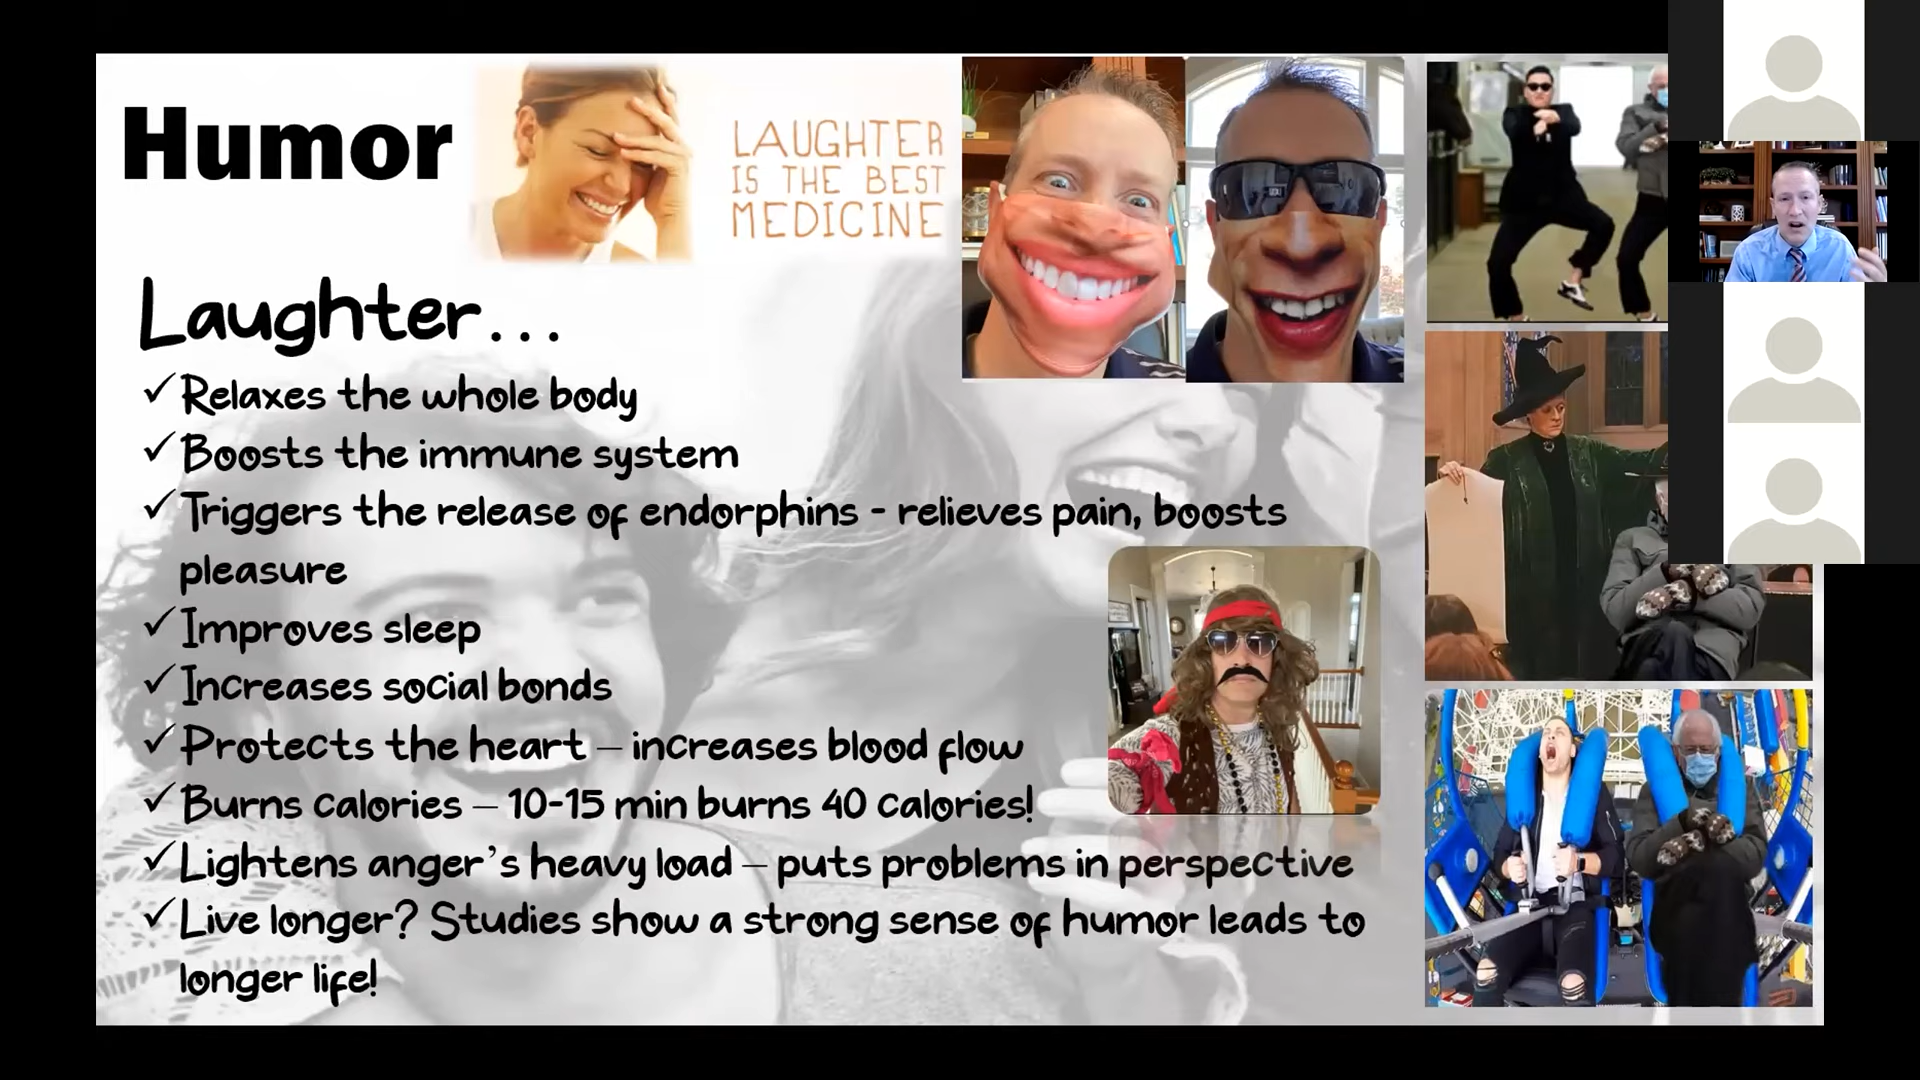 Humor
LAUGHTER
IS THE BEST
MEDICINE
Laughter...
✓Relaxes the whole body
✓Boosts the immune system
✓Triggers the release of endorphins - relieves pain, boosts
pleasure
✓Improves sleep
✓Increases social bonds
✓Protects the heart – increases blood flow
✓Burns calories – 10-15 min burns 40 calories!
✓Lightens anger's heavy load – puts problems in perspective
✓Live longer? Studies show a strong sense of humor leads to
longer life!